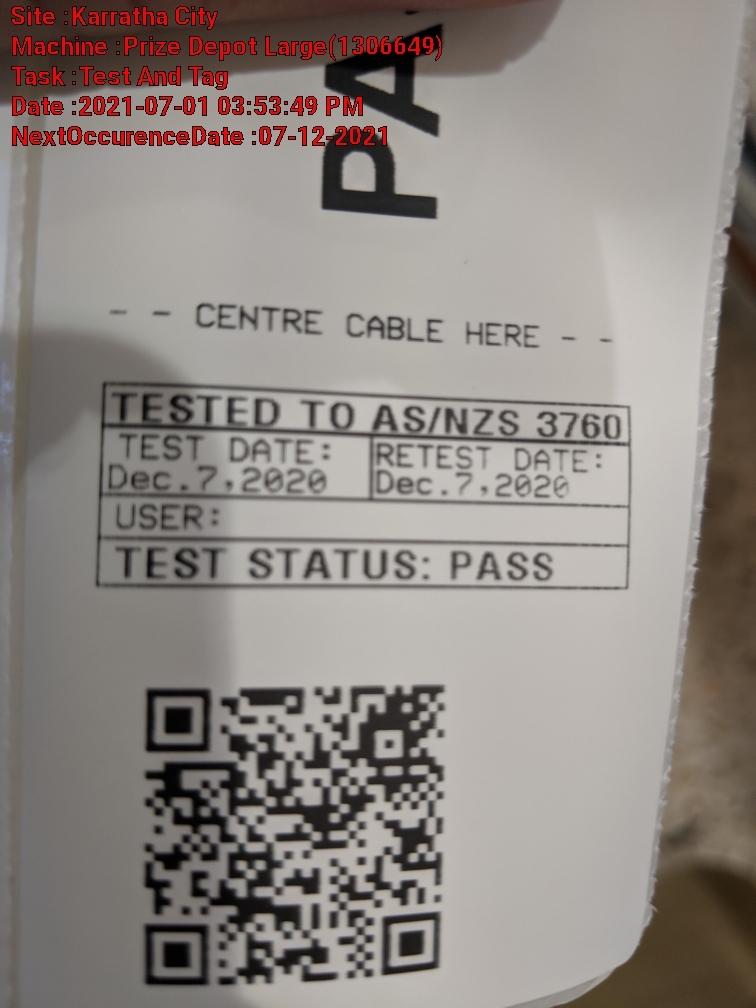 Site :Karratha City
Machine :Prize Depot Large(1306649)
Task :Test And Tag
Date :2021-07-01 03:53:49 PM
NextOccurenceDate :07-12-2021
PA
- - CENTRE CABLE HERE - -
TESTED TO AS/NZS 3760
TEST DATE: RETEST DATE:
Dec.7,2020 Dec.7,2020
USER:
TEST STATUS: PASS